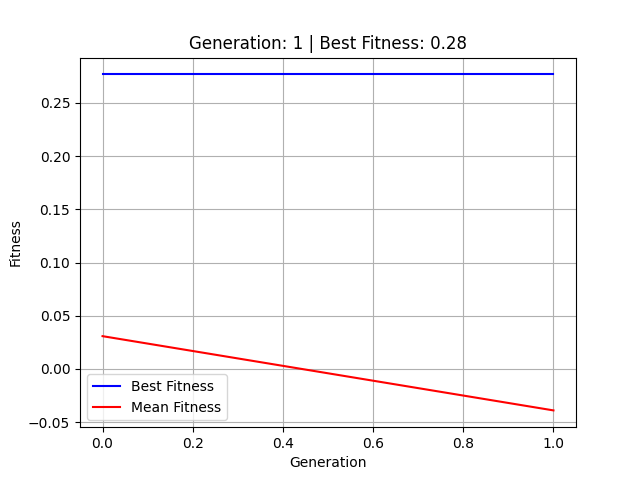 Generation: 1 | Best Fitness: 0.28
0.25
0.20
0.15
0.10
0.05
0.00
−0.05
Fitness
Best Fitness
Mean Fitness
0.0 0.2 0.4 0.6 0.8 1.0
Generation